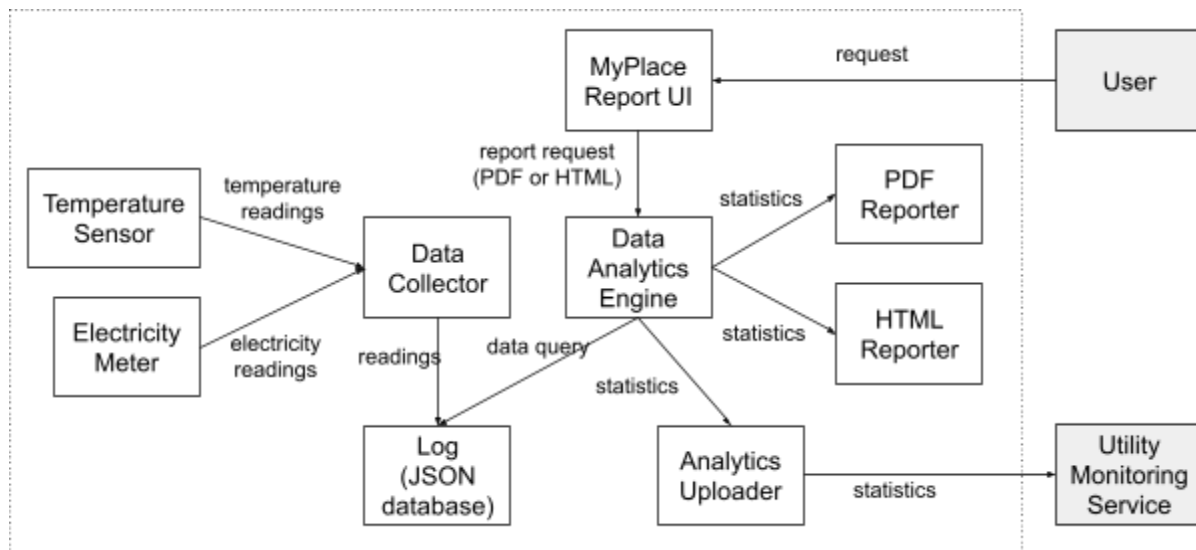 MyPlace
Report UI
request
User
report request
(PDF or HTML)
temperature
readings
Temperature
Sensor
Data
Collector
Data
Analytics
Engine
statistics
PDF
Reporter
Electricity
Meter
electricity
readings
readings
data query
statistics
statistics
HTML
Reporter
Log
(JSON
database)
Analytics
Uploader
statistics
Utility
Monitoring
Service